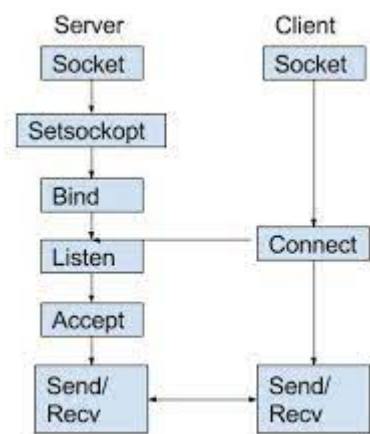 Server
Client
Socket
Socket
Setsockopt
Bind
Listen
Connect
Accept
Send/
Recv
Send/
Recv